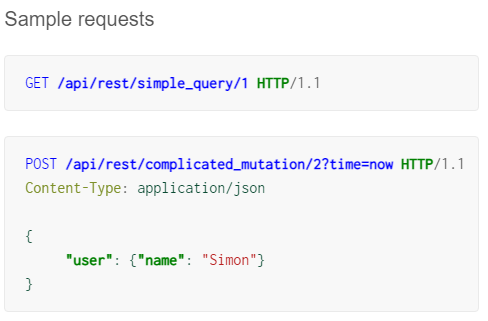 Sample requests
GET /api/rest/simple_query/1 HTTP/1.1
POST /api/rest/complicated_mutation/2?time=now HTTP/1.1
Content-Type: application/json
{
"user": {"name": "Simon"}
}